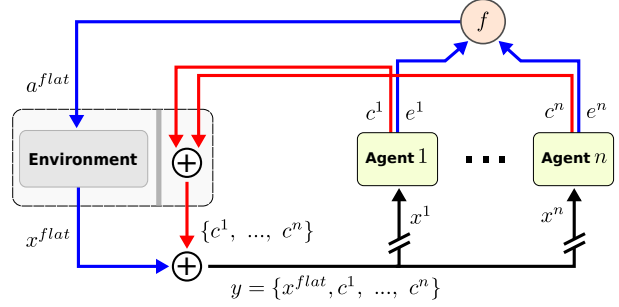 f
a^{flat}
c^1 e^1 c^n e^n
Environment + Agent 1 ... Agent n
x^{flat} {c^1, ..., c^n} x^1 x^n
+
y = {x^{flat}, c^1, ..., c^n}